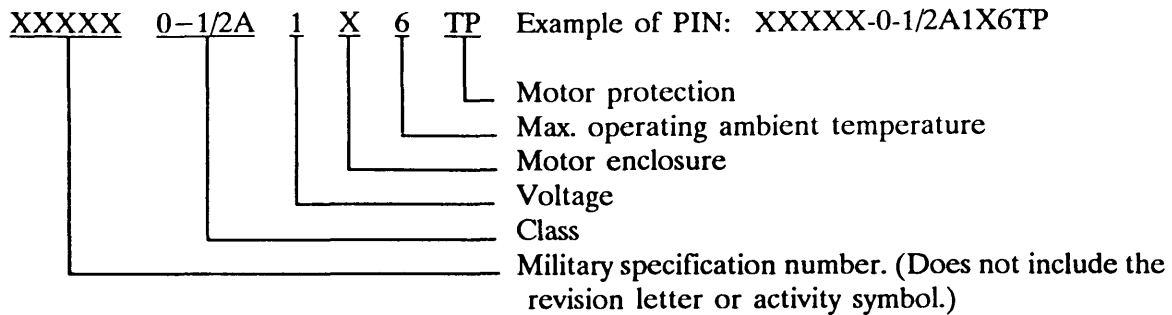 XXXXX 0-1/2A 1 X 6 TP Example of PIN: XXXXX-0-1/2A1X6TP
Motor protection
Max. operating ambient temperature
Motor enclosure
Voltage
Class
Military specification number. (Does not include the
revision letter or activity symbol.)